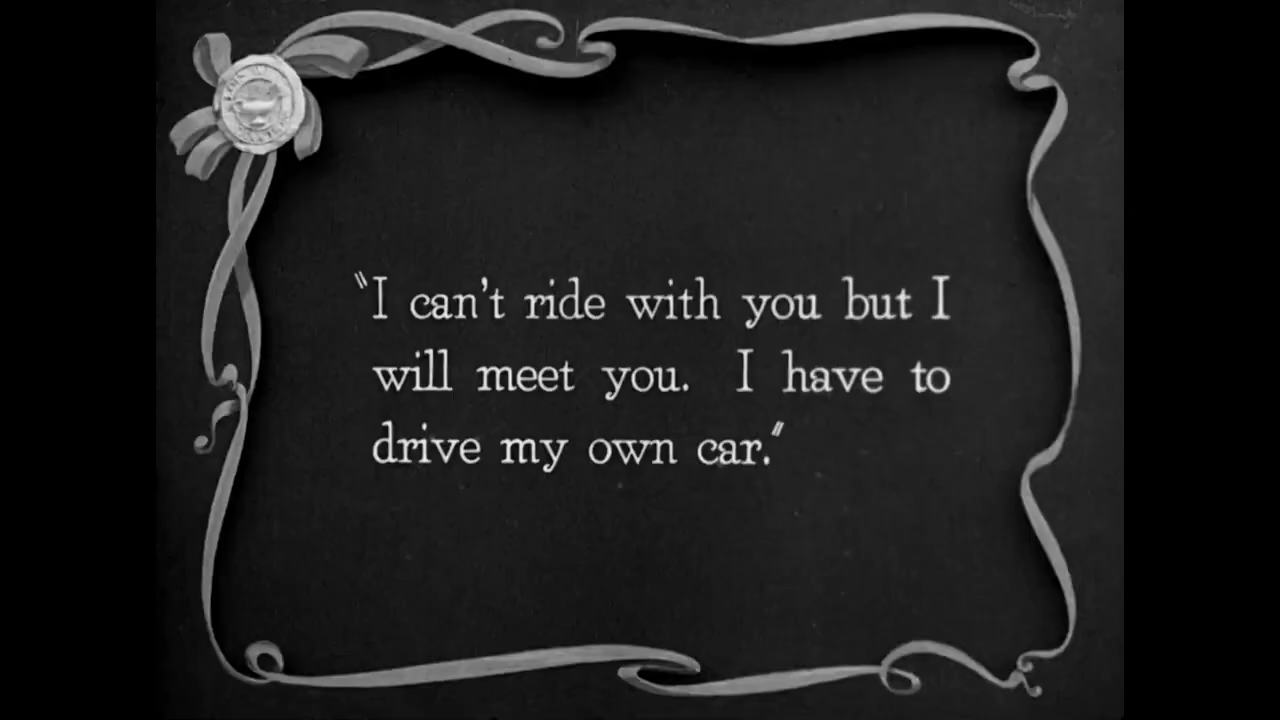 "I can't ride with you but I
will meet you. I have to
drive my own car."